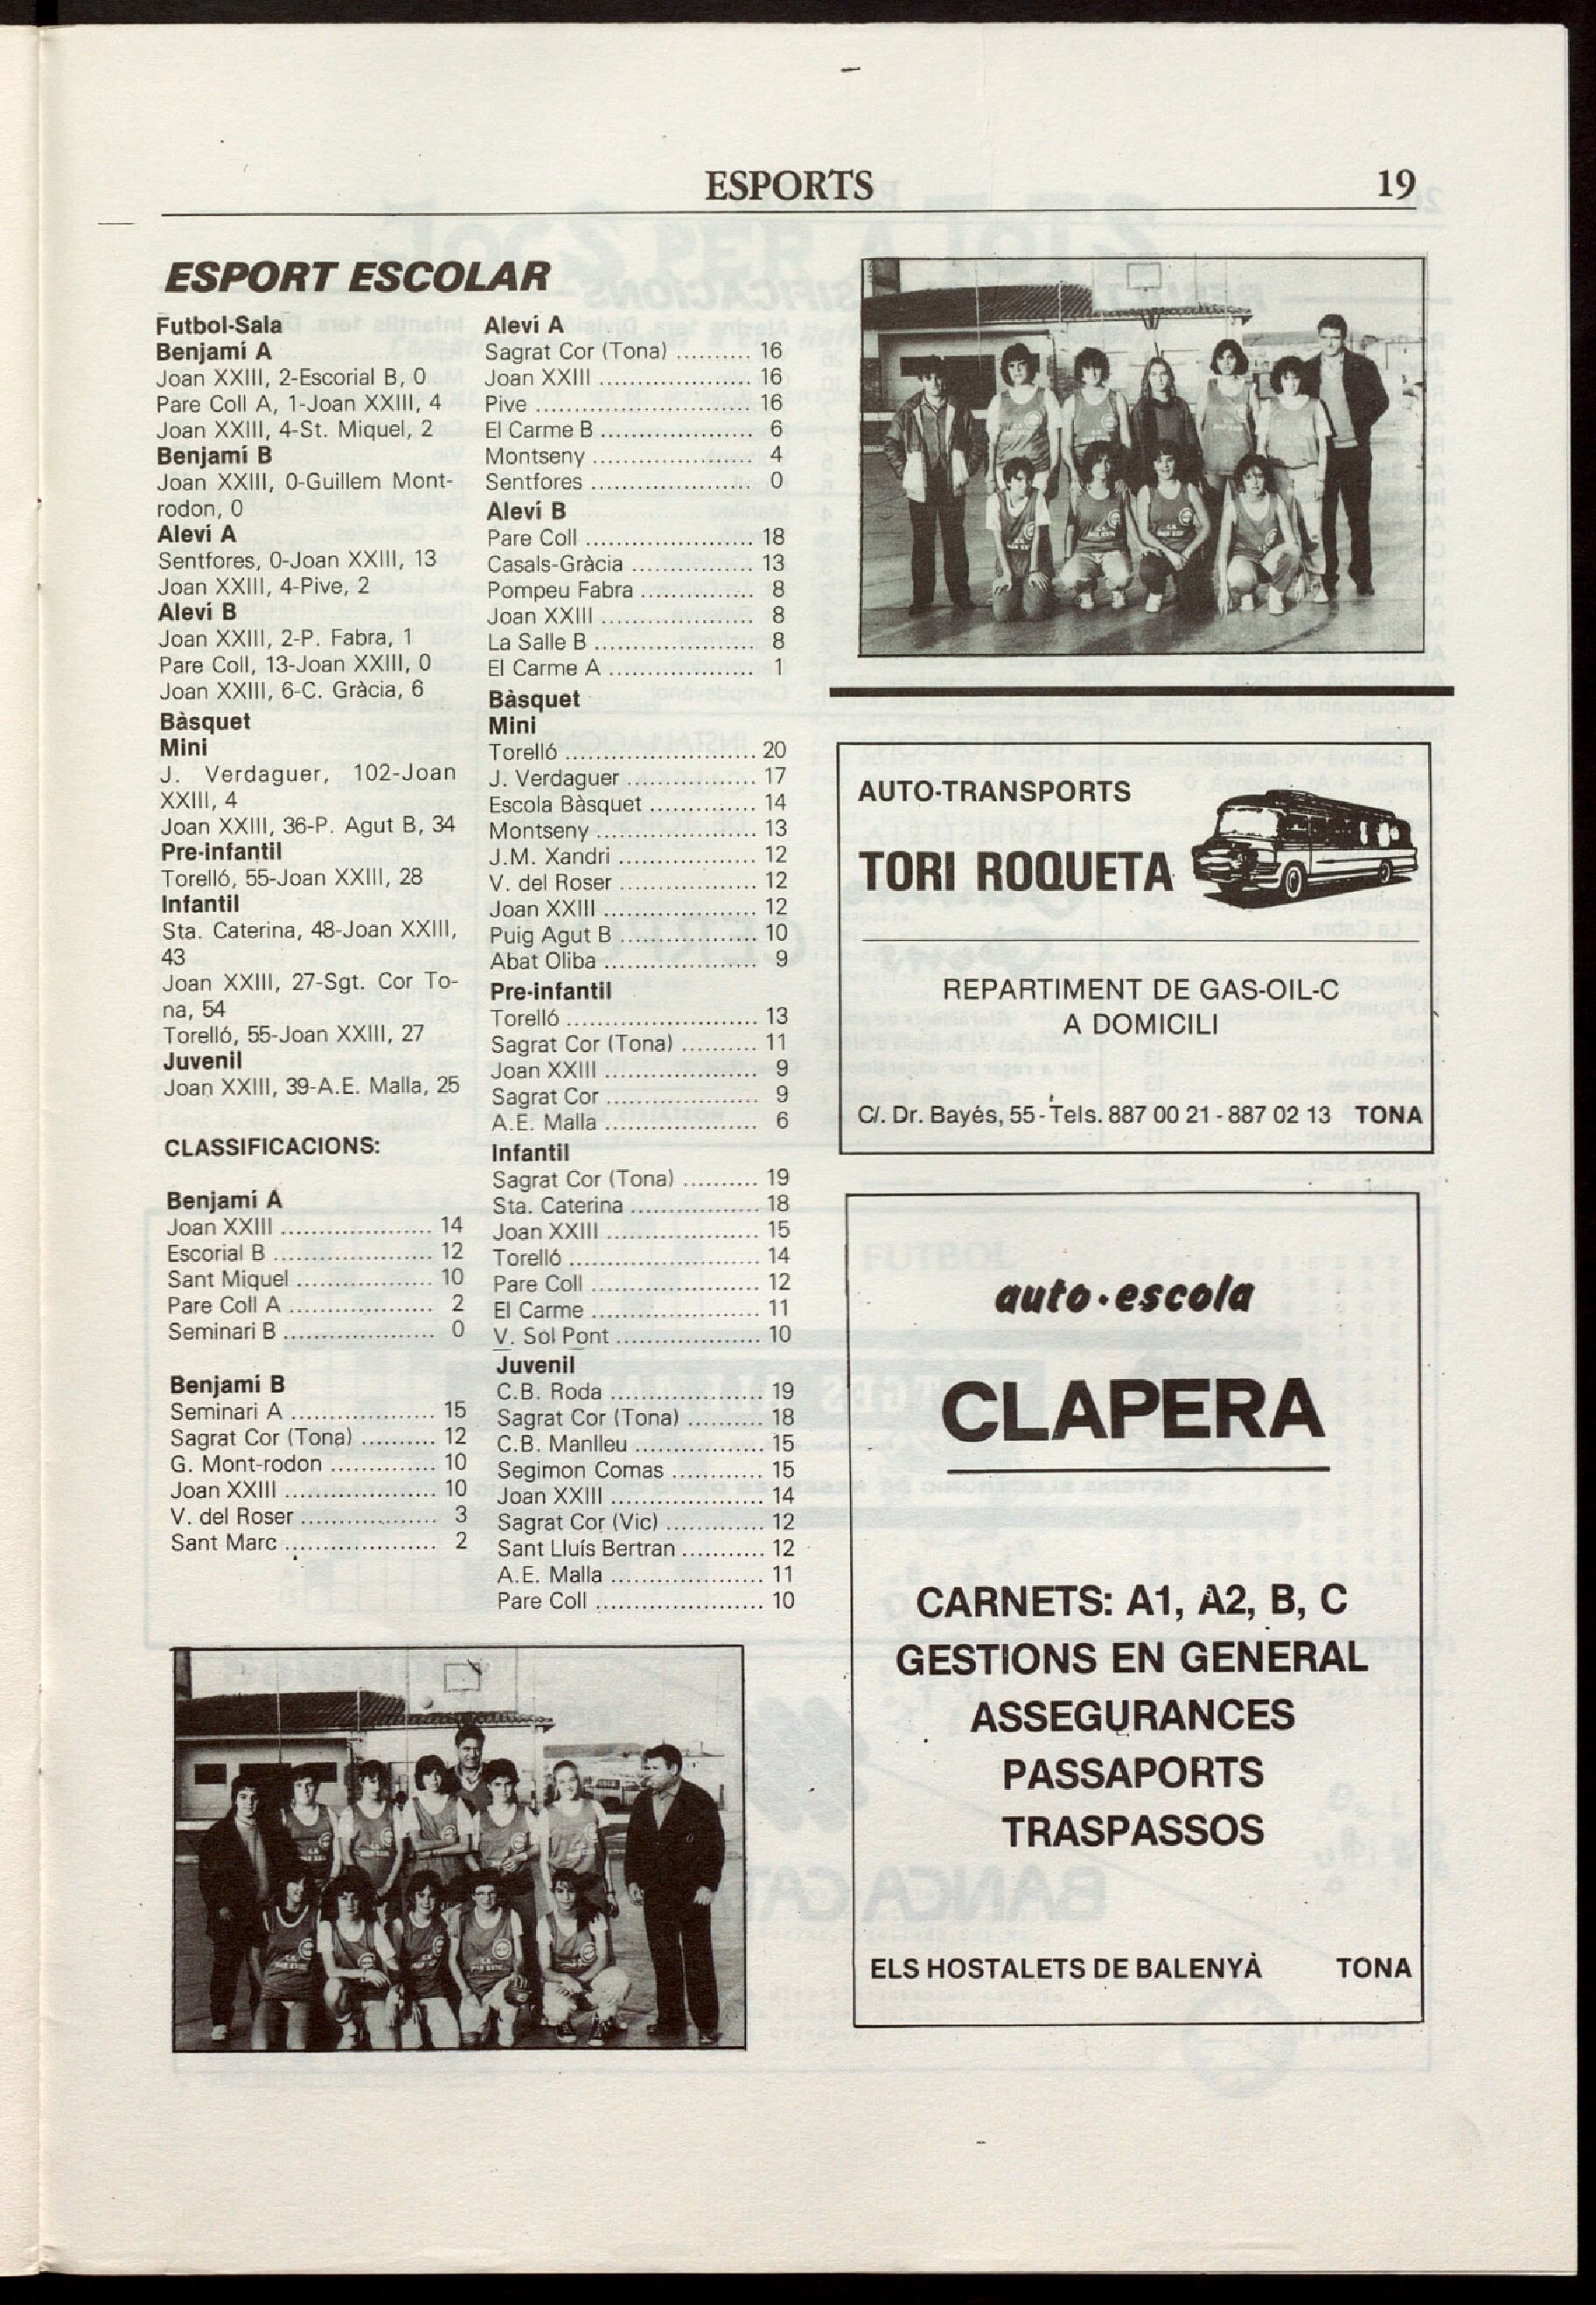 ESPORTS
19
ESPORT ESCOLAR
Futbol-Sala
Benjamí A
Joan XXIII, 2-Escorial B, 0
Pare Coll A, 1-Joan XXIII, 4
Joan XXIII, 4-St. Miquel, 2
Benjamí B
Joan XXIII, 0-Guillem Mont-
rodon, 0
Aleví A
Sentfores, 0-Joan XXIII, 13
Joan XXIII, 4-Pive, 2
Aleví B
Joan XXIII, 2-P. Fabra, 1
Pare Coll, 13-Joan XXIII, 0
Joan XXIII, 6-C. Gràcia, 6
Bàsquet
Mini
J. Verdaguer, 102-Joan
XXIII, 4
Joan XXIII, 36-P. Agut B, 34
Pre-infantil
Torelló, 55-Joan XXIII, 28
Infantil
Sta. Caterina, 48-Joan XXIII,
43
Joan XXIII, 27-Sgt. Cor To-
na, 54
Torelló, 55-Joan XXIII, 27
Juvenil
Joan XXIII, 39-A.E. Malla, 25
CLASSIFICACIONS:
Benjamí A
Joan XXIII .................... 14
Escorial B ..................... 12
Sant Miquel .................. 10
Pare Coll A ................... 2
Seminari B .................... 0
Benjamí B
Seminari A ................... 15
Sagrat Cor (Tona) .......... 12
G. Mont-rodon .............. 10
Joan XXIII .................... 10
V. del Roser .................. 3
Sant Marc .................... 2
Aleví A
Sagrat Cor (Tona) .......... 16
Joan XXIII .................... 16
Pive ............................ 16
El Carme B .................... 6
Montseny ..................... 4
Sentfores ..................... 0
Aleví B
Pare Coll ...................... 18
Casals-Gràcia ................ 13
Pompeu Fabra ............... 8
Joan XXIII .................... 8
La Salle B ..................... 8
El Carme A ................... 1
Bàsquet
Mini
Torelló ......................... 20
J. Verdaguer ................. 17
Escola Bàsquet .............. 14
Montseny ..................... 13
J.M. Xandri .................. 12
V. del Roser .................. 12
Joan XXIII .................... 12
Puig Agut B .................. 10
Abat Oliba .................... 9
Pre-infantil
Torelló ......................... 13
Sagrat Cor (Tona) .......... 11
Joan XXIII .................... 9
Sagrat Cor .................... 9
A.E. Malla .................... 6
Infantil
Sagrat Cor (Tona) .......... 19
Sta. Caterina ................. 18
Joan XXIII .................... 15
Torelló ......................... 14
Pare Coll ...................... 12
El Carme ...................... 11
V. Sol Pont ................... 10
Juvenil
C.B. Roda .................... 19
Sagrat Cor (Tona) .......... 18
C.B. Manlleu ................. 15
Segimon Comas ............ 15
Joan XXIII .................... 14
Sagrat Cor (Vic) ............. 12
Sant Lluís Bertran ........... 12
A.E. Malla .................... 11
Pare Coll ...................... 10
AUTO-TRANSPORTS
TORI ROQUETA
REPARTIMENT DE GAS-OIL-C
A DOMICILI
C/. Dr. Bayés, 55 - Tels. 887 00 21 - 887 02 13 TONA
auto-escola
CLAPERA
CARNETS: A1, A2, B, C
GESTIONS EN GENERAL
ASSEGURANCES
PASSAPORTS
TRASPASSOS
ELS HOSTALETS DE BALENYÀ TONA